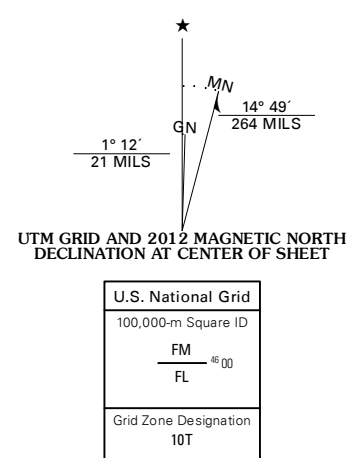 ★
MN
GN
14° 49´
264 MILS
1° 12´
21 MILS
UTM GRID AND 2012 MAGNETIC NORTH
DECLINATION AT CENTER OF SHEET
U.S. National Grid
100,000-m Square ID
FM
46 00
FL
Grid Zone Designation
10T